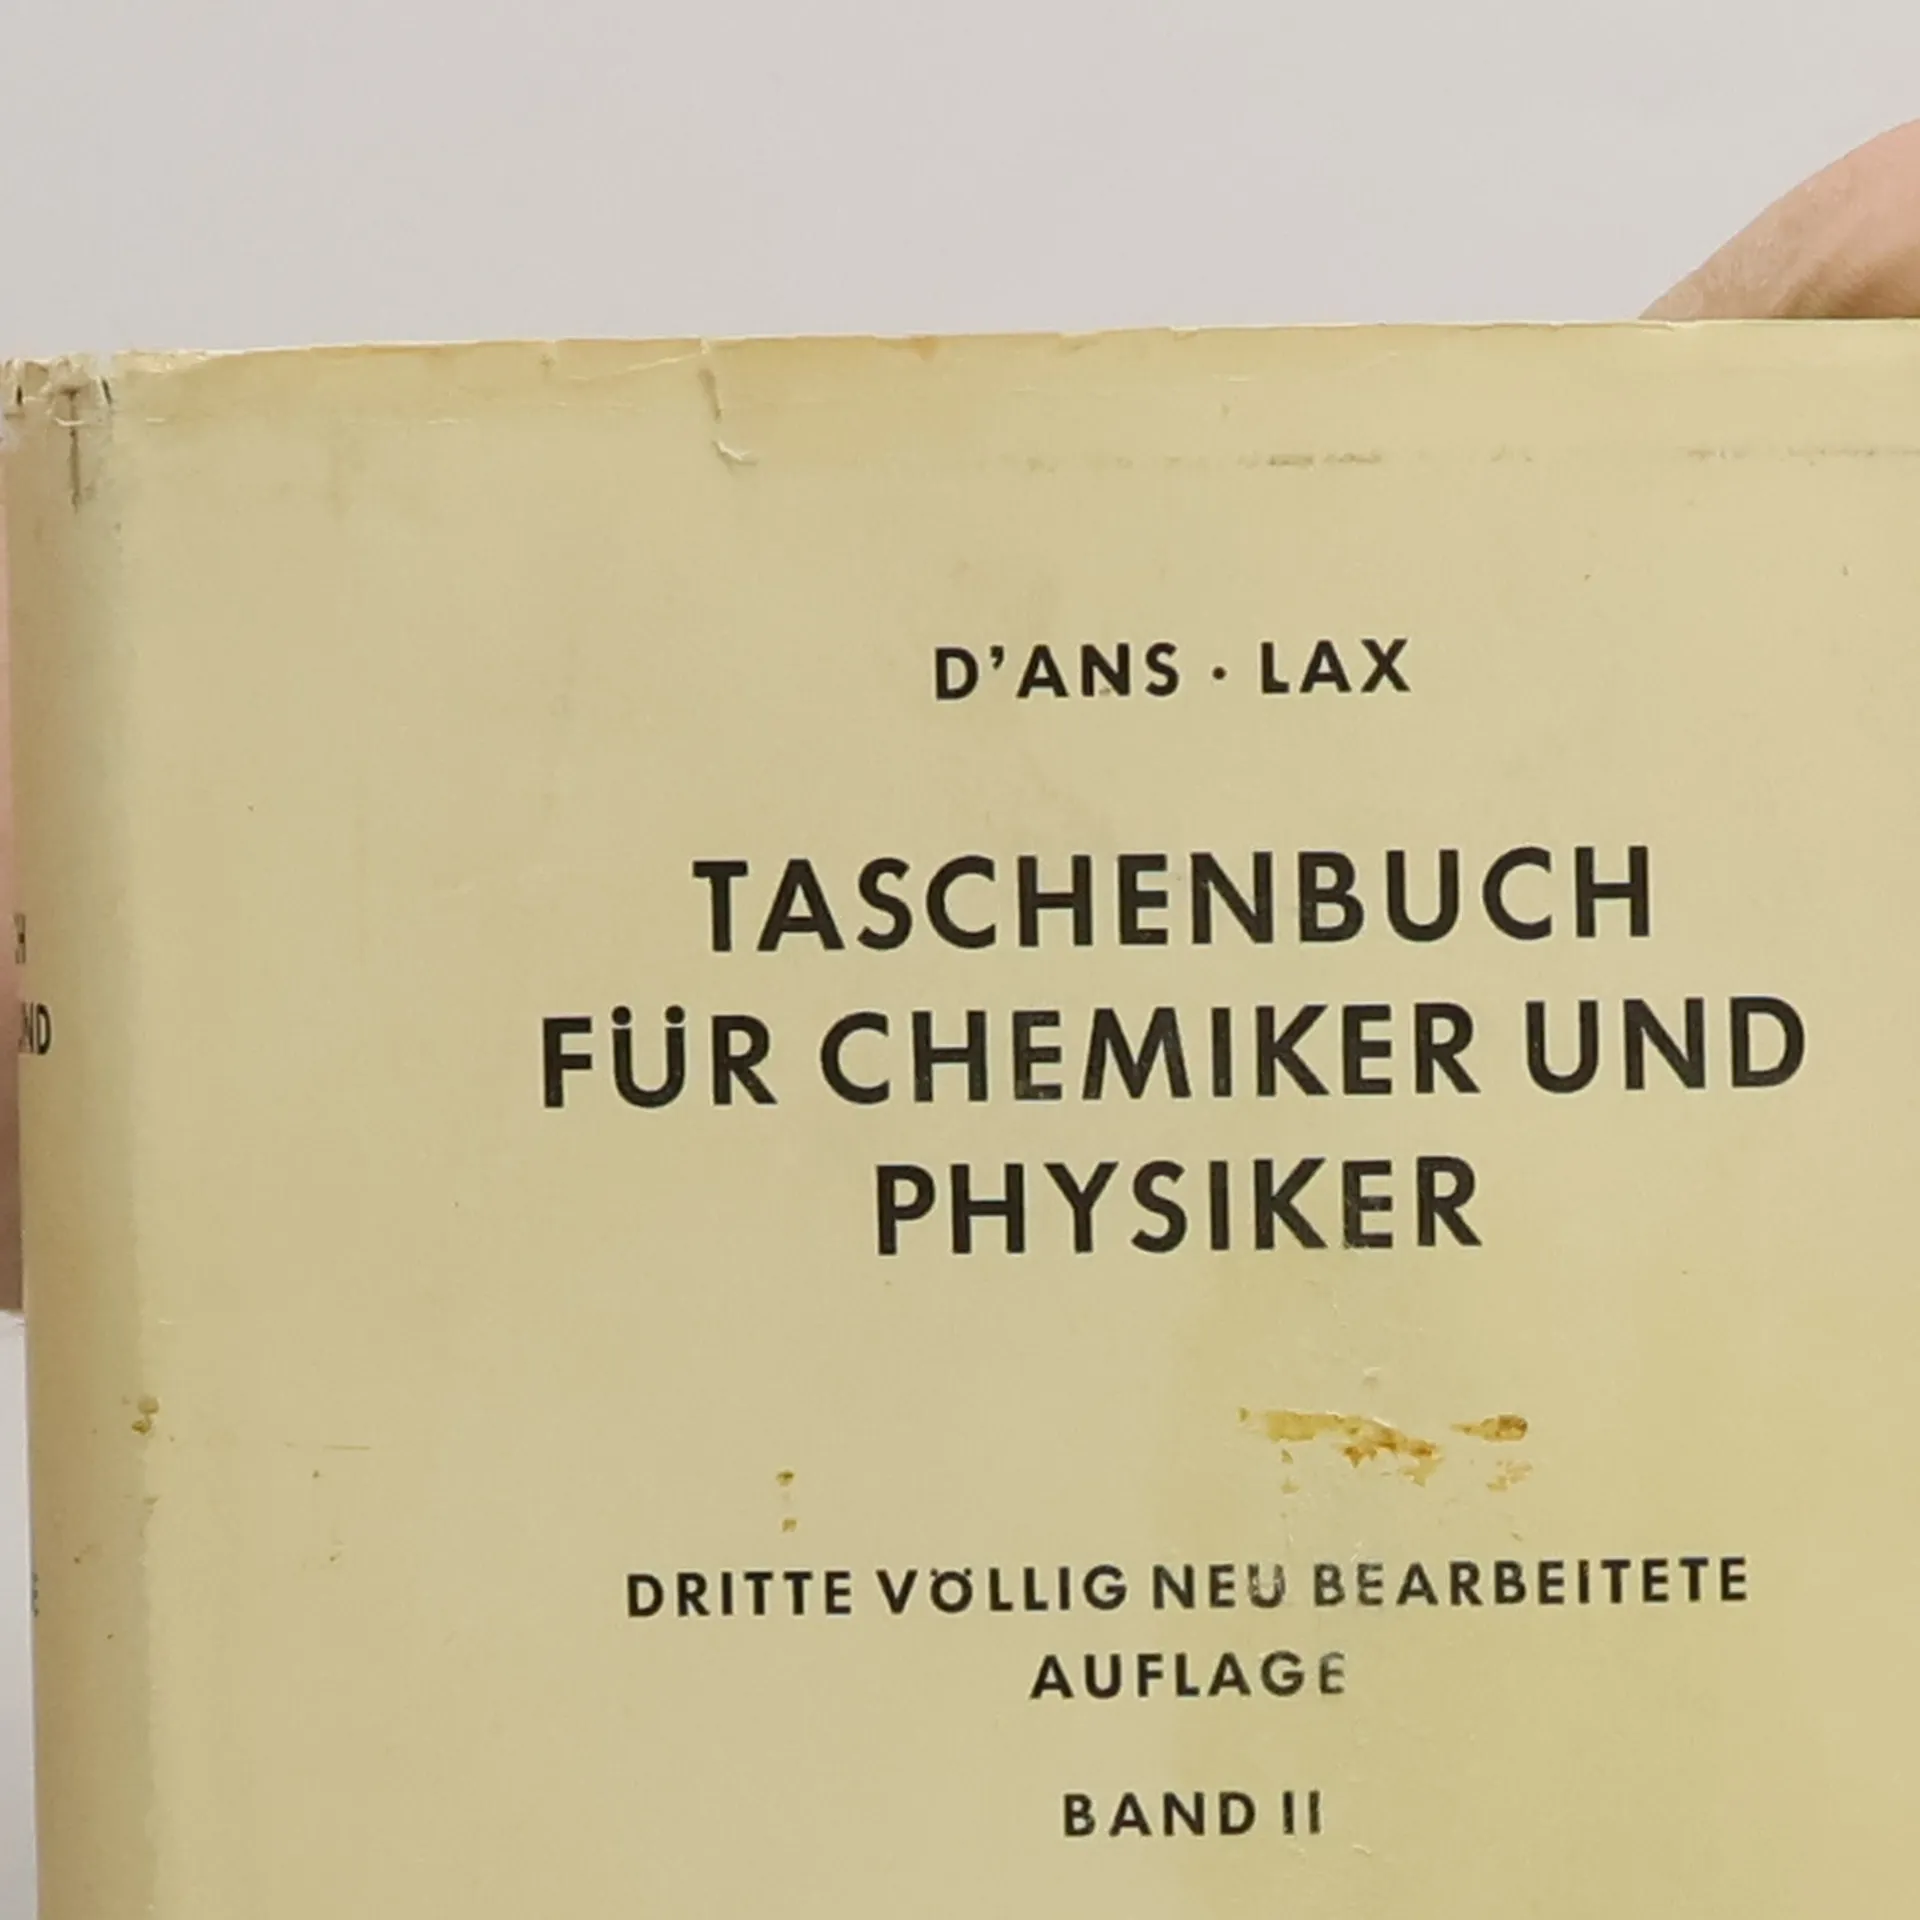 D'ANS · LAX
TASCHENBUCH
FÜR CHEMIKER UND
PHYSIKER
DRITTE VÖLLIG NEU BEARBEITETE
AUFLAGE
BAND II